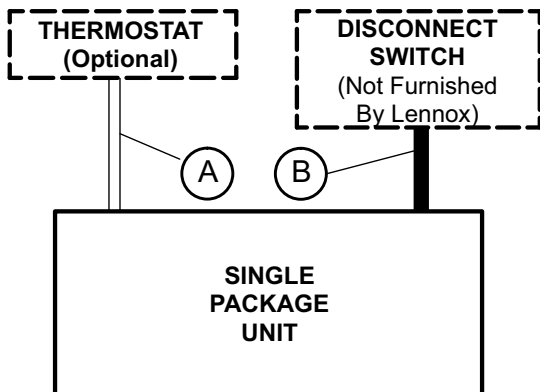 THERMOSTAT
(Optional)
DISCONNECT
SWITCH
(Not Furnished
By Lennox)
A
B
SINGLE
PACKAGE
UNIT